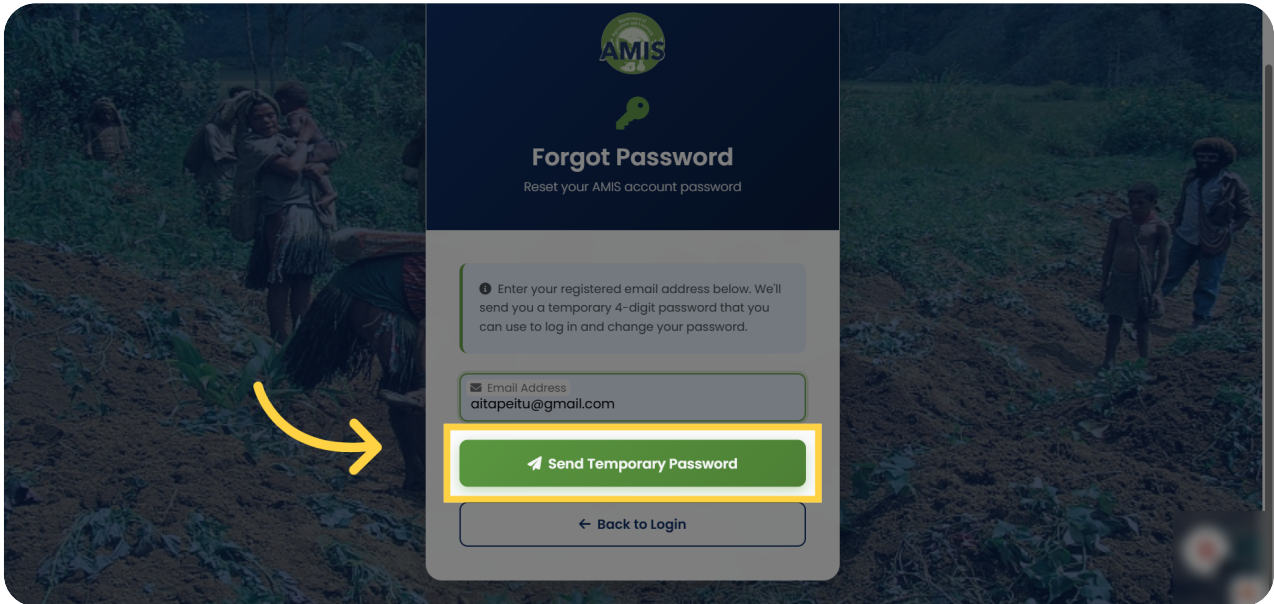 AMIS
Forgot Password
Reset your AMIS account password
Enter your registered email address below. We'll
send you a temporary 4-digit password that you
can use to log in and change your password.
Email Address
aitapeitu@gmail.com
Send Temporary Password
Back to Login